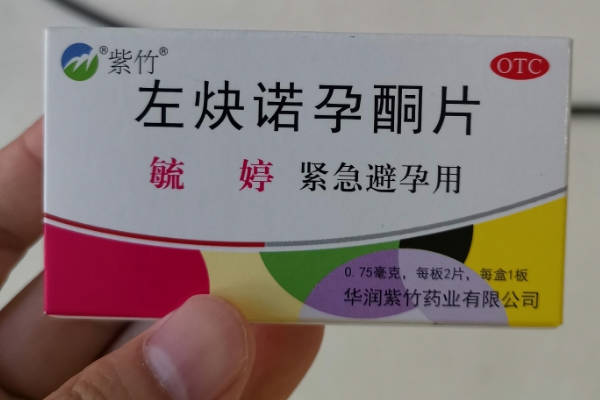 ®紫竹®
OTC
左炔诺孕酮片
毓婷 紧急避孕用
0.75毫克，每板2片，每盒1板
华润紫竹药业有限公司